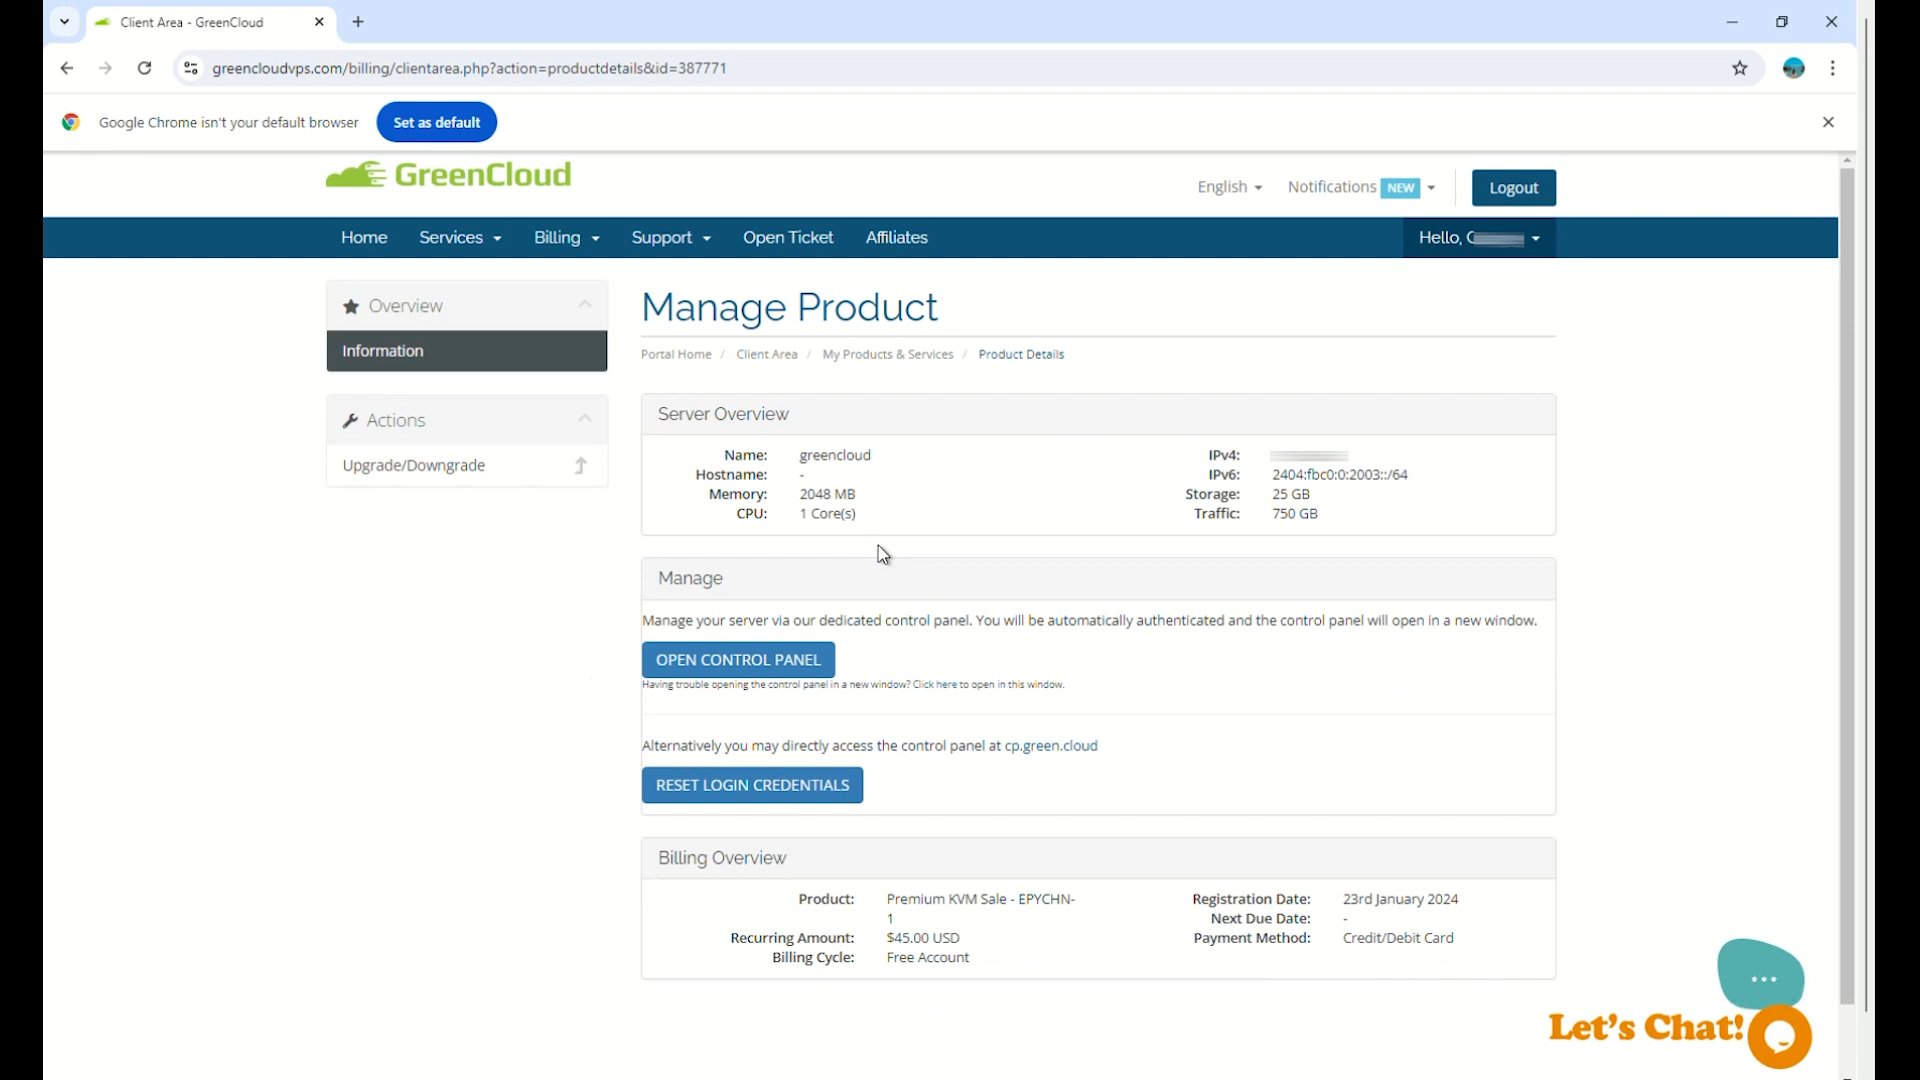 Client Area - GreenCloud
greencloudvps.com/billing/clientarea.php?action=productdetails&id=387771
Google Chrome isn't your default browser
Set as default
GreenCloud
English
Notifications NEW
Logout
Home
Services
Billing
Support
Open Ticket
Affiliates
Hello,
Overview
Information
Actions
Upgrade/Downgrade
Manage Product
Portal Home / Client Area / My Products & Services / Product Details
Server Overview
Name: greencloud
Hostname: -
Memory: 2048 MB
CPU: 1 Core(s)
IPv4:
IPv6: 2404:fbc0:0:2003::/64
Storage: 25 GB
Traffic: 750 GB
Manage
Manage your server via our dedicated control panel. You will be automatically authenticated and the control panel will open in a new window.
OPEN CONTROL PANEL
Having trouble opening the control panel in a new window? Click here to open in this window.
Alternatively you may directly access the control panel at cp.green.cloud
RESET LOGIN CREDENTIALS
Billing Overview
Product: Premium KVM Sale - EPYCHN-
1
Recurring Amount: $45.00 USD
Billing Cycle: Free Account
Registration Date: 23rd January 2024
Next Due Date: -
Payment Method: Credit/Debit Card
Let's Chat!